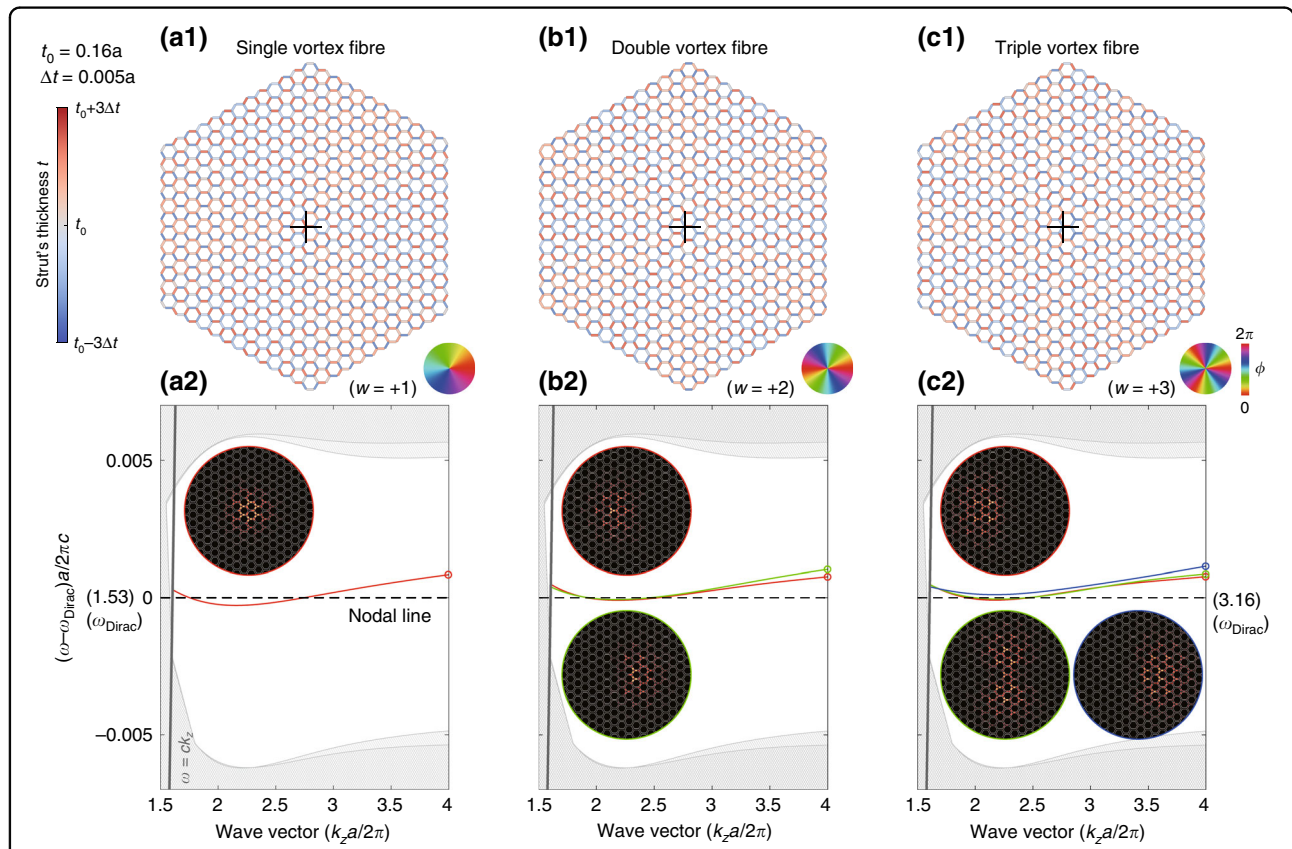 (a1) Single vortex fibre
(b1) Double vortex fibre
(c1) Triple vortex fibre
t₀ = 0.16a
Δt = 0.005a
Strut's thickness t
t₀+3Δt
t₀
t₀−3Δt
(w = +1)
(w = +2)
(w = +3)
2π
ϕ
0
(a2)
(b2)
(c2)
(ω−ω_Dirac)a/2πc
0.005
(1.53) 0
(ω_Dirac)
−0.005
Nodal line
ω = ck_z
(3.16)
(ω_Dirac)
1.5 2 2.5 3 3.5 4
1.5 2 2.5 3 3.5 4
1.5 2 2.5 3 3.5 4
Wave vector (k_z a/2π)
Wave vector (k_z a/2π)
Wave vector (k_z a/2π)